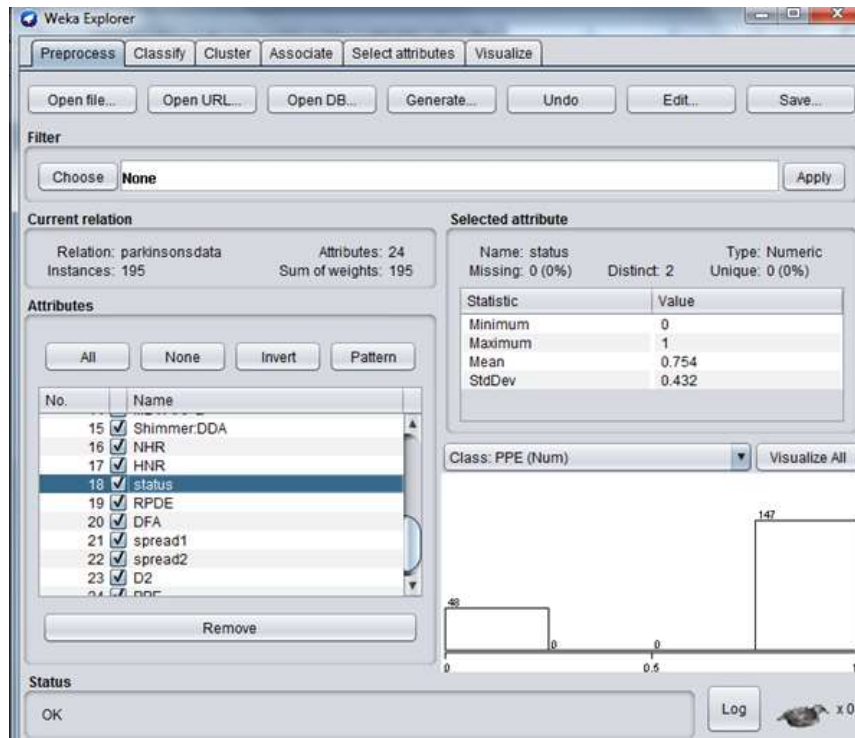 Weka Explorer
Preprocess Classify Cluster Associate Select attributes Visualize
Open file... Open URL... Open DB... Generate... Undo Edit... Save...
Filter
Choose None Apply
Current relation
Relation: parkinsonsdata Attributes: 24
Instances: 195 Sum of weights: 195
Attributes
All None Invert Pattern
No. Name
15 Shimmer:DDA
16 NHR
17 HNR
18 status
19 RPDE
20 DFA
21 spread1
22 spread2
23 D2
Remove
Selected attribute
Name: status Type: Numeric
Missing: 0 (0%) Distinct: 2 Unique: 0 (0%)
Statistic Value
Minimum 0
Maximum 1
Mean 0.754
StdDev 0.432
Class: PPE (Num) Visualize All
147
48
0 0
0 0.5 1
Status
OK Log x 0